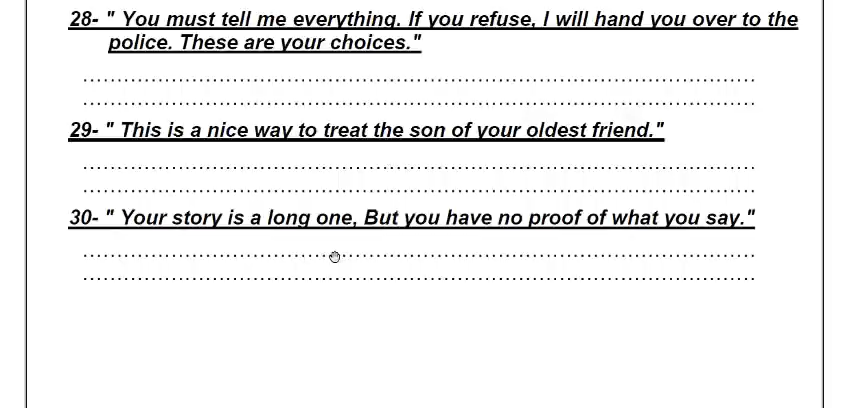 28- " You must tell me everything. If you refuse, I will hand you over to the
police. These are your choices."
................................................................................................
................................................................................................
29- " This is a nice way to treat the son of your oldest friend."
................................................................................................
................................................................................................
30- " Your story is a long one, But you have no proof of what you say."
................................................................................................
................................................................................................